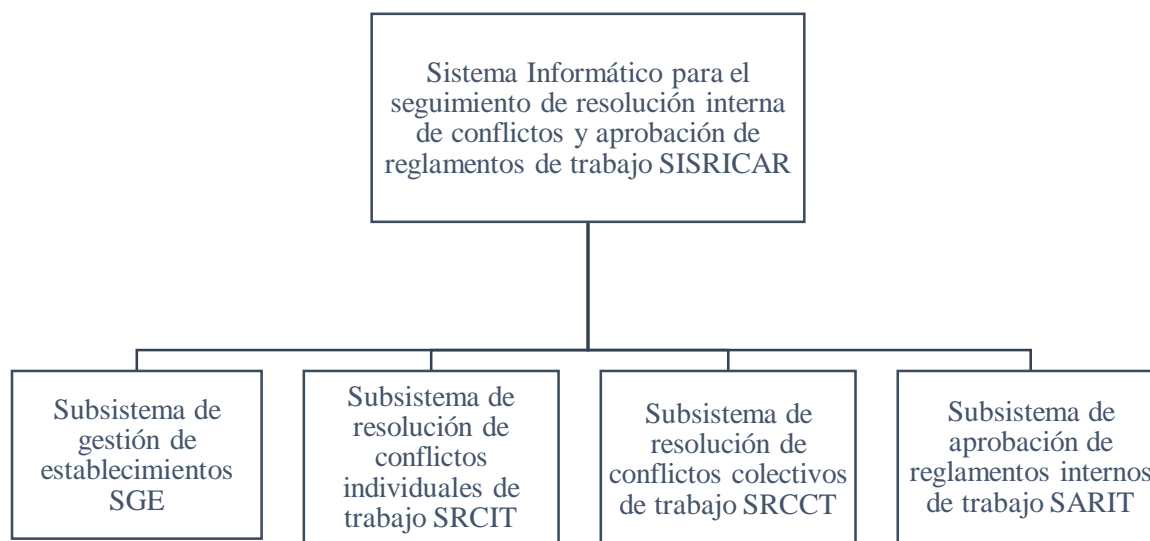 Sistema Informático para el
seguimiento de resolución interna
de conflictos y aprobación de
reglamentos de trabajo SISRICAR
Subsistema de
gestión de
establecimientos
SGE
Subsistema de
resolución de
conflictos
individuales de
trabajo SRCIT
Subsistema de
resolución de
conflictos colectivos
de trabajo SRCCT
Subsistema de
aprobación de
reglamentos internos
de trabajo SARIT